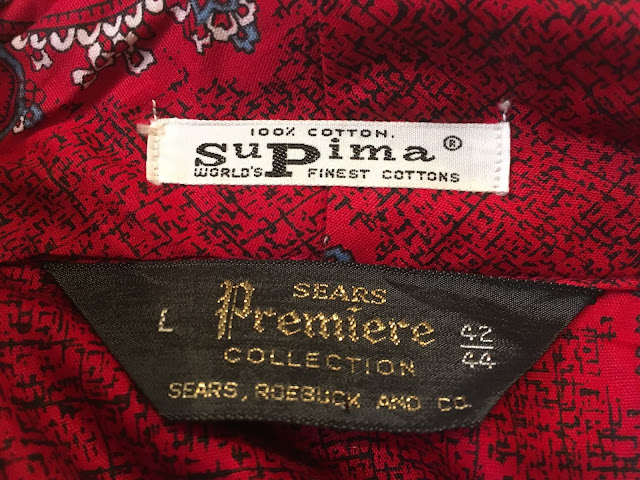 100% COTTON.
SuPima ®
WORLD'S FINEST COTTONS
SEARS
L Premiere 42/44
COLLECTION
SEARS, ROEBUCK AND CO.